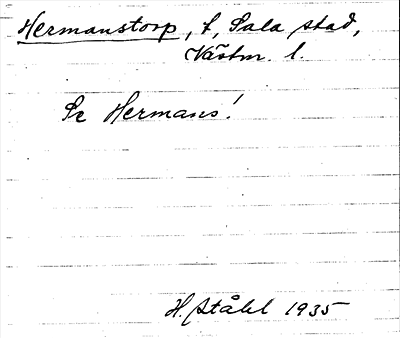 Hermanstorp, t, Sala stad,
Västm. l.
Se Hermans!
H. Ståhl 1935